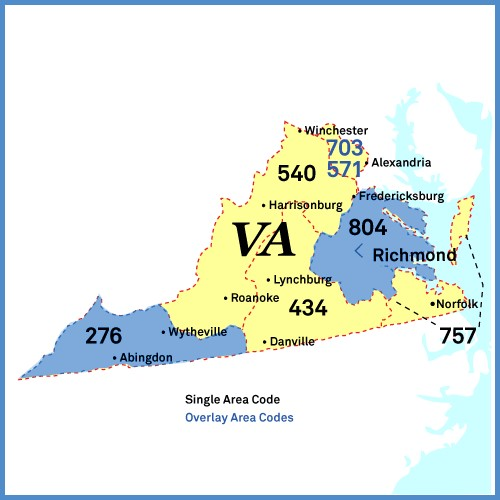 Winchester
703
571
Alexandria
540
Fredericksburg
Harrisonburg
804
VA
Richmond
Lynchburg
Roanoke
434
Norfolk
276
Wytheville
757
Danville
Abingdon
Single Area Code
Overlay Area Codes